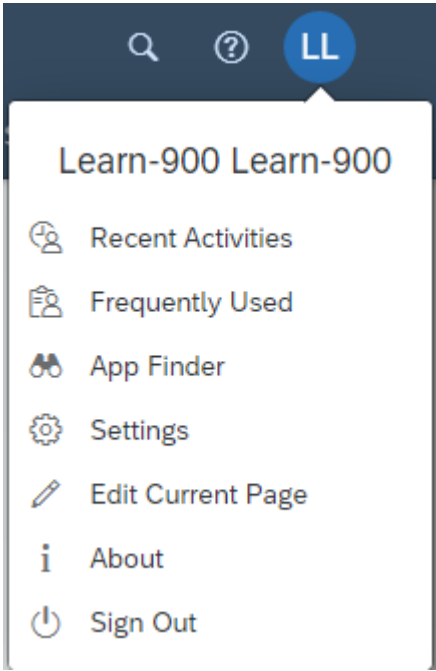 LL
Learn-900 Learn-900
Recent Activities
Frequently Used
App Finder
Settings
Edit Current Page
About
Sign Out